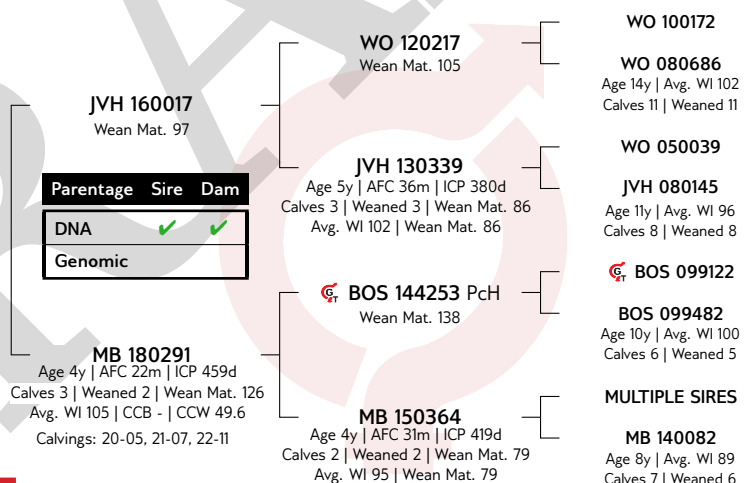 WO 100172
WO 120217
Wean Mat. 105
WO 080686
Age 14y | Avg. WI 102
Calves 11 | Weaned 11
JVH 160017
Wean Mat. 97
WO 050039
JVH 130339
Age 5y | AFC 36m | ICP 380d
Calves 3 | Weaned 3 | Wean Mat. 86
Avg. WI 102 | Wean Mat. 86
JVH 080145
Age 11y | Avg. WI 96
Calves 8 | Weaned 8
Parentage Sire Dam
DNA ✔ ✔
Genomic
GT BOS 099122
GT BOS 144253 PcH
Wean Mat. 138
BOS 099482
Age 10y | Avg. WI 100
Calves 6 | Weaned 5
MB 180291
Age 4y | AFC 22m | ICP 459d
Calves 3 | Weaned 2 | Wean Mat. 126
Avg. WI 105 | CCB - | CCW 49.6
Calvings: 20-05, 21-07, 22-11
MULTIPLE SIRES
MB 150364
Age 4y | AFC 31m | ICP 419d
Calves 2 | Weaned 2 | Wean Mat. 79
Avg. WI 95 | Wean Mat. 79
MB 140082
Age 8y | Avg. WI 89
Calves 7 | Weaned 6